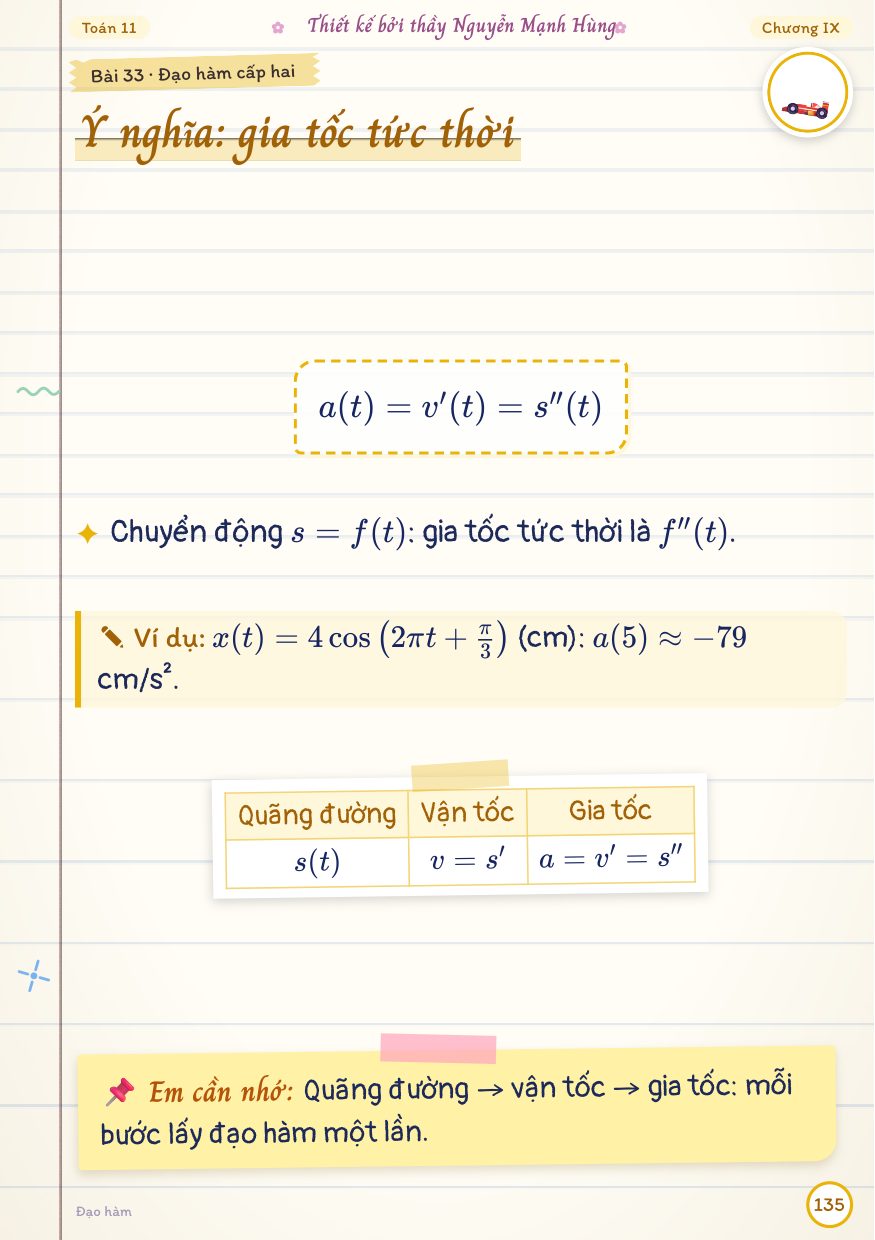 Toán 11
Thiết kế bởi thầy Nguyễn Mạnh Hùng
Chương IX
Bài 33 · Đạo hàm cấp hai
Ý nghĩa: gia tốc tức thời
a(t) = v′(t) = s″(t)
Chuyển động s = f(t): gia tốc tức thời là f″(t).
Ví dụ: x(t) = 4 cos (2πt + π/3) (cm): a(5) ≈ −79
cm/s².
Quãng đường Vận tốc Gia tốc
s(t) v = s′ a = v′ = s″
Em cần nhớ: Quãng đường → vận tốc → gia tốc: mỗi
bước lấy đạo hàm một lần.
Đạo hàm
135